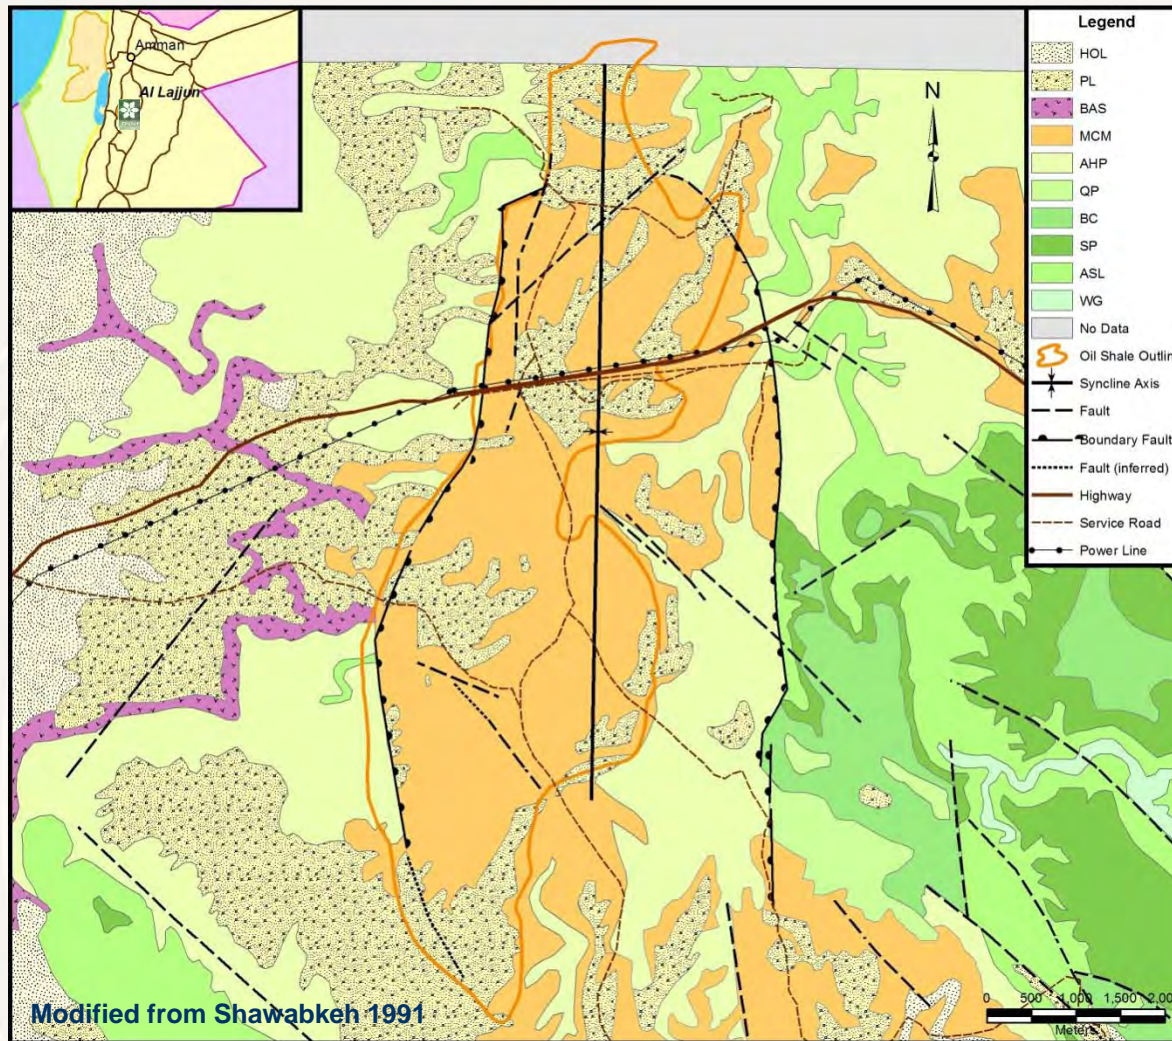 Amman
Al Lajjun
N
Legend
HOL
PL
BAS
MCM
AHP
QP
BC
SP
ASL
WG
No Data
Oil Shale Outlin
Syncline Axis
Fault
Boundary Fault
Fault (inferred)
Highway
Service Road
Power Line
0 500 1,000 1,500 2,00
Meters
Modified from Shawabkeh 1991